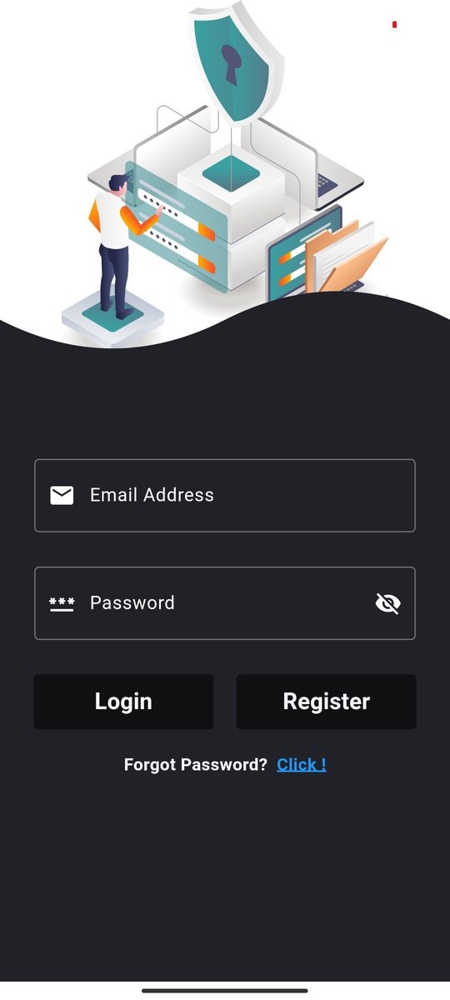 Email Address
Password
Login Register
Forgot Password? Click !